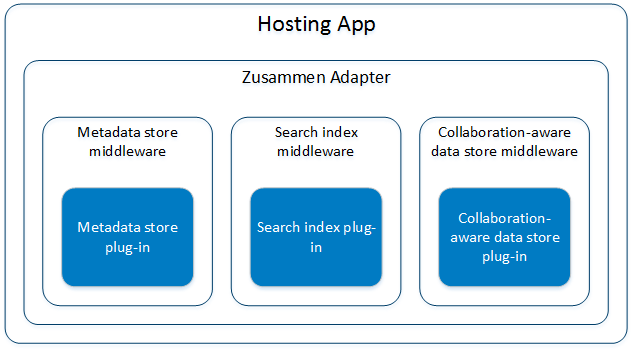 Hosting App
Zusammen Adapter
Metadata store
middleware
Search index
middleware
Collaboration-aware
data store middleware
Metadata store
plug-in
Search index plug-
in
Collaboration-
aware data store
plug-in